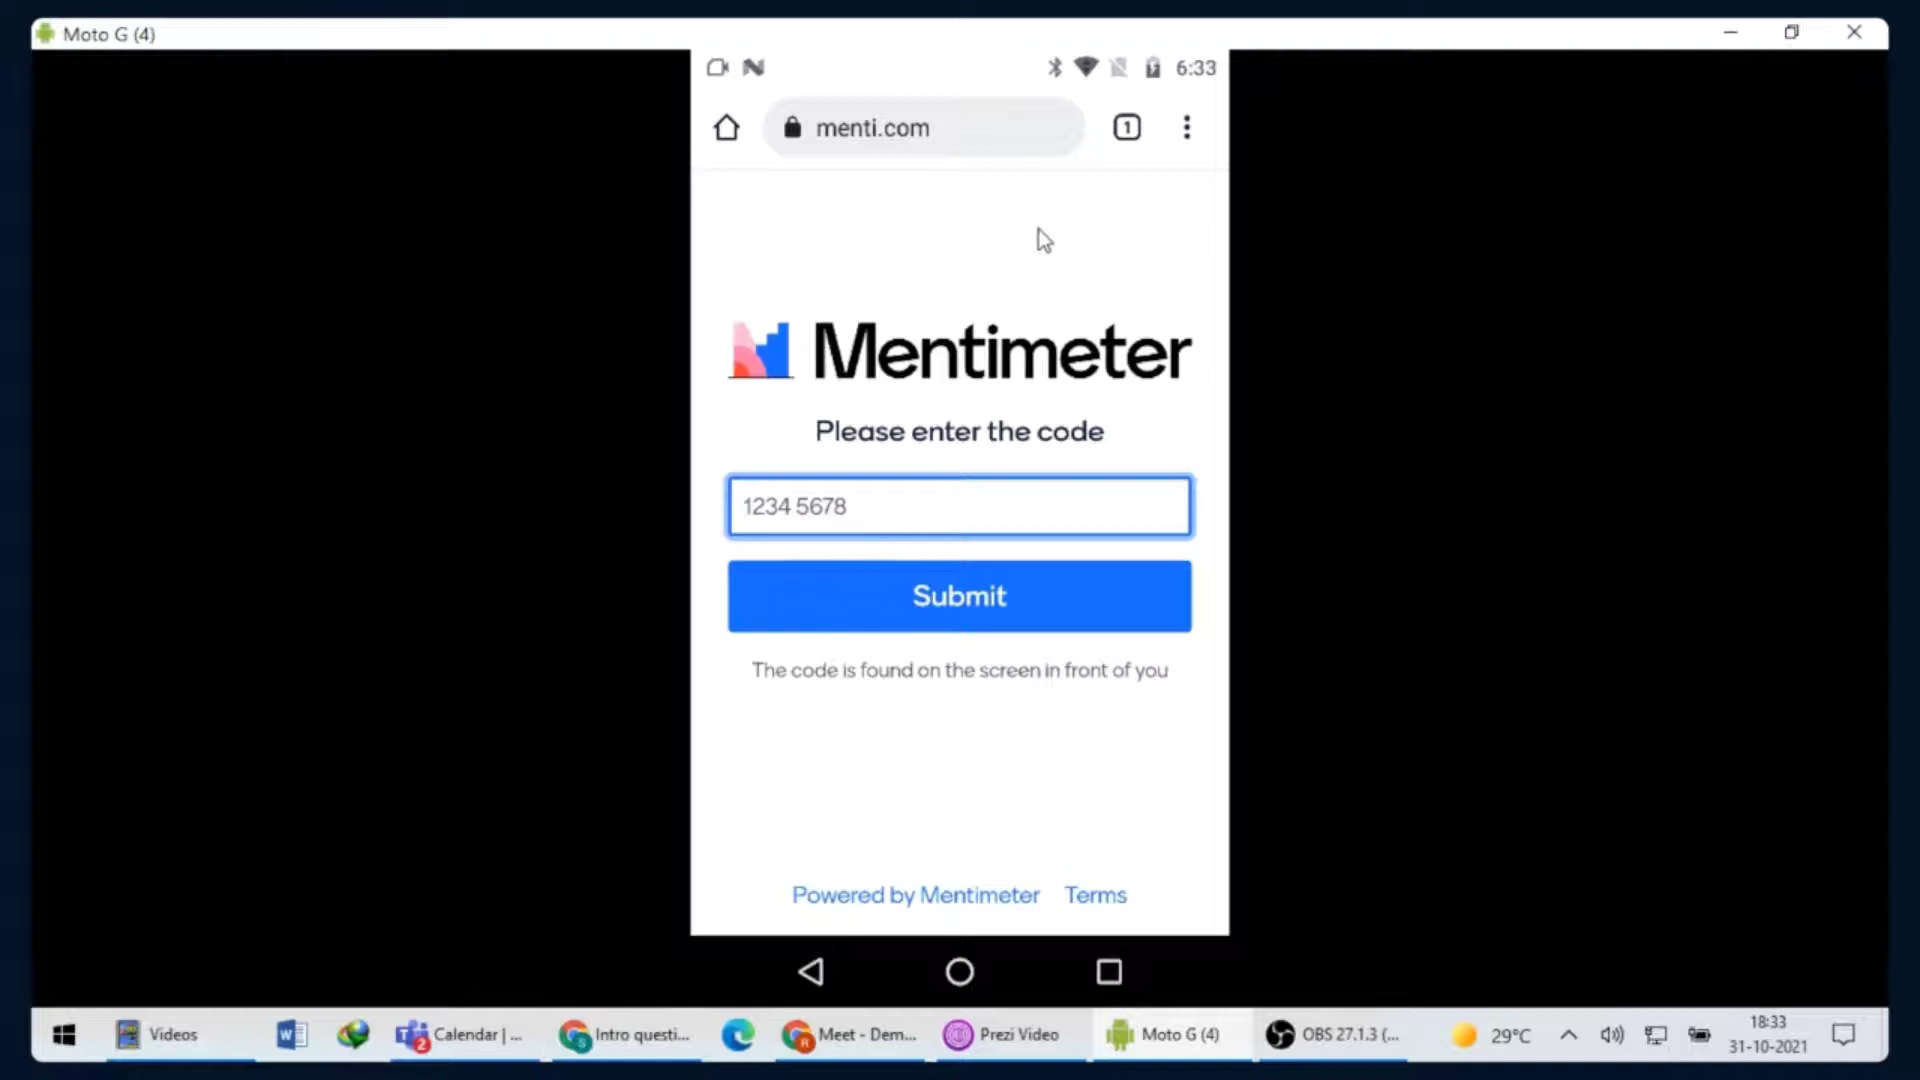 Moto G (4)
6:33
menti.com
1
Mentimeter
Please enter the code
1234 5678
Submit
The code is found on the screen in front of you
Powered by Mentimeter Terms
Videos
Calendar | ...
Intro questi...
Meet - Dem...
Prezi Video
Moto G (4)
OBS 27.1.3 (...
29°C
18:33
31-10-2021